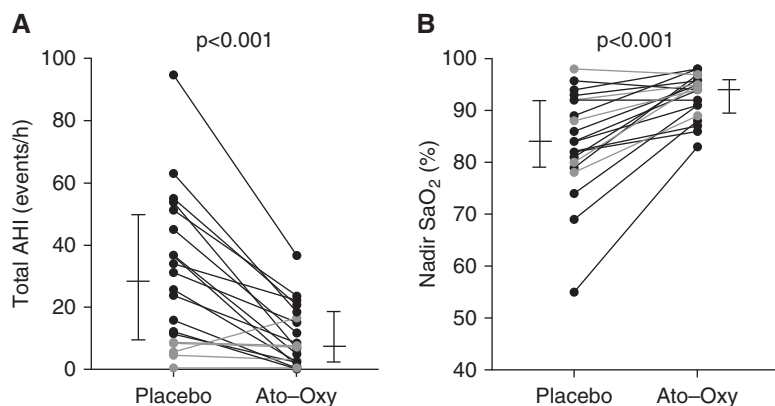 A
p<0.001
Total AHI (events/h)
100
80
60
40
20
0
Placebo
Ato–Oxy
B
p<0.001
Nadir SaO₂ (%)
100
90
80
70
60
50
40
Placebo
Ato–Oxy